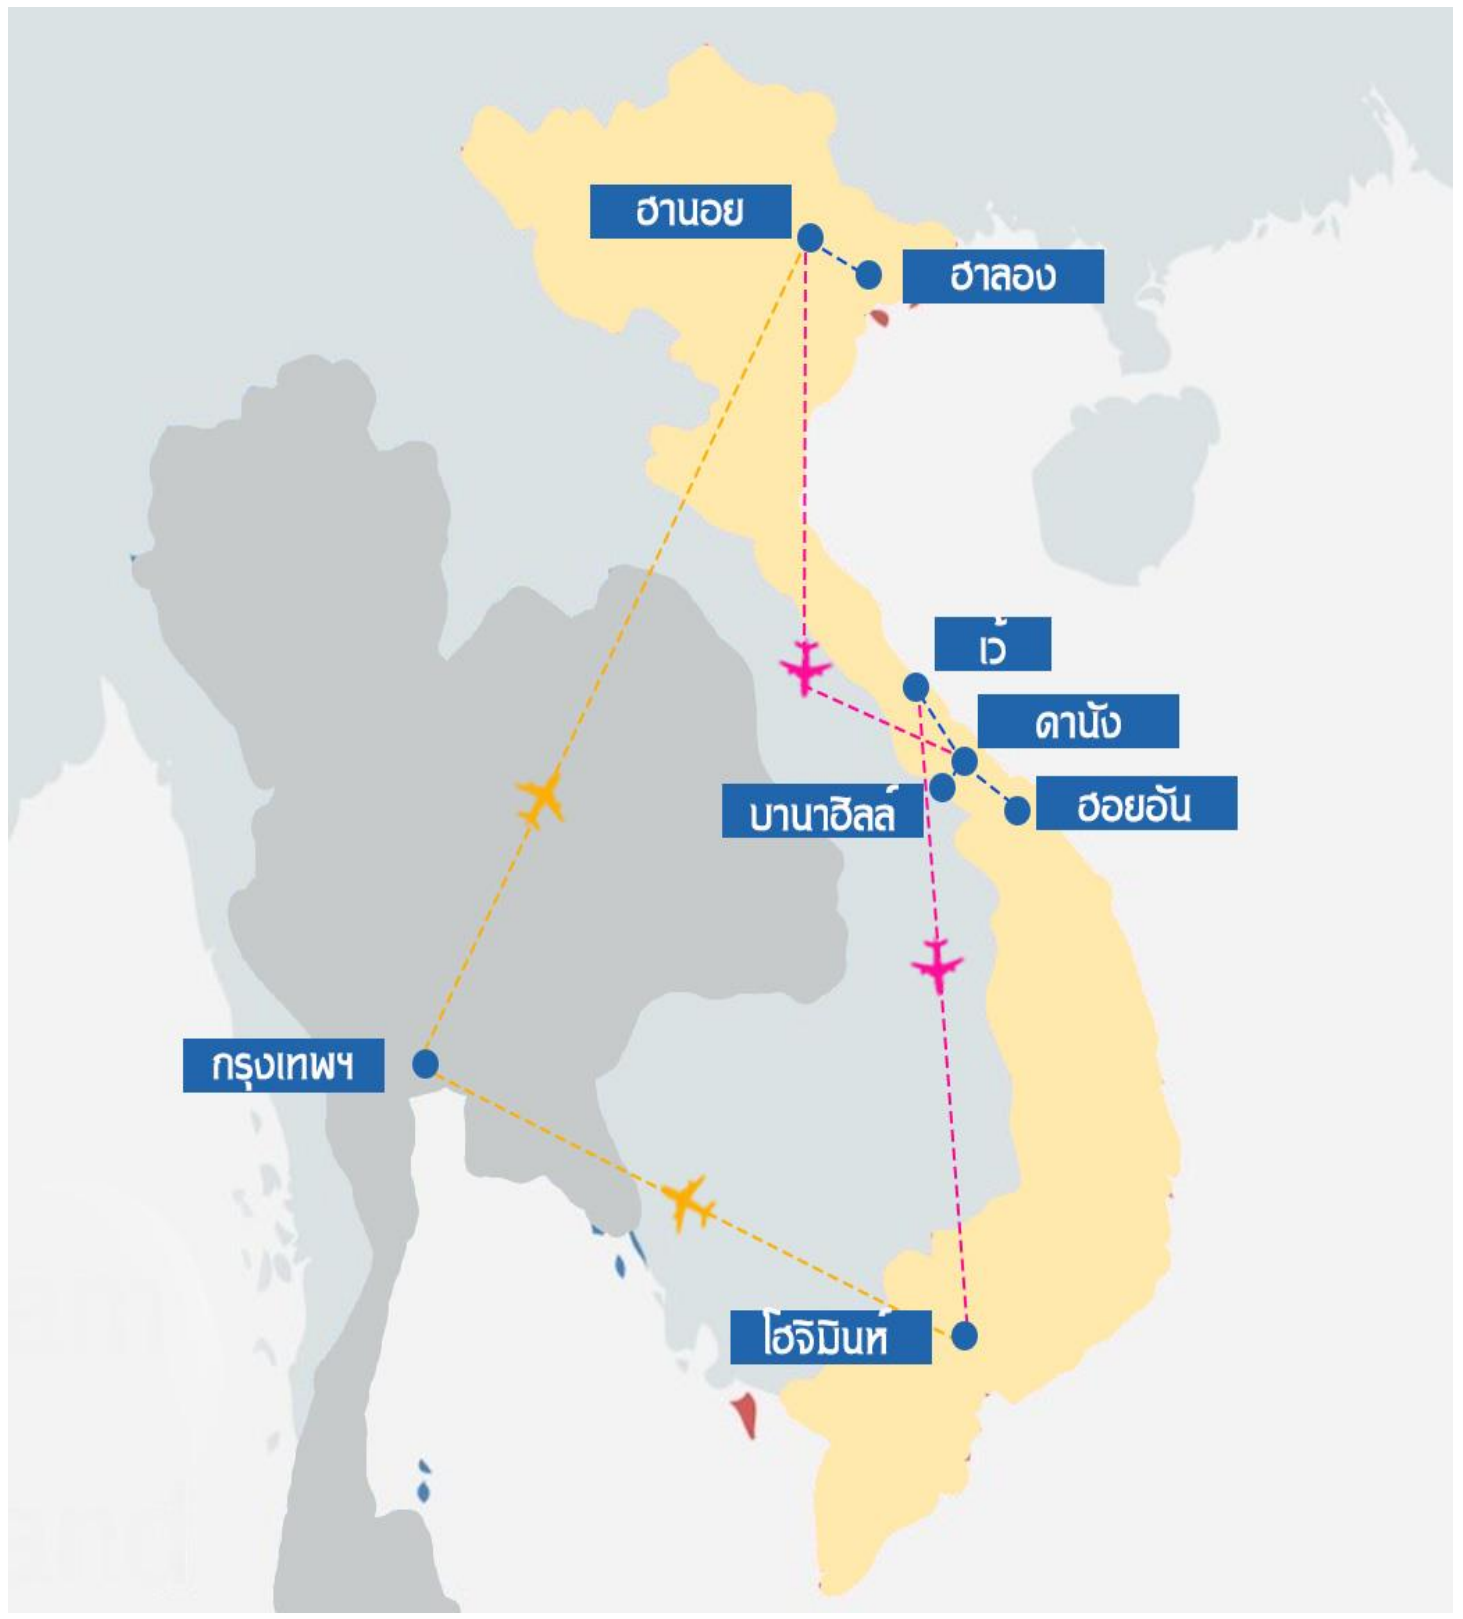 ฮานอย
ฮาลอง
เว้
ดานัง
บานาฮิลล์
ฮอยอัน
กรุงเทพฯ
โฮจิมินห์